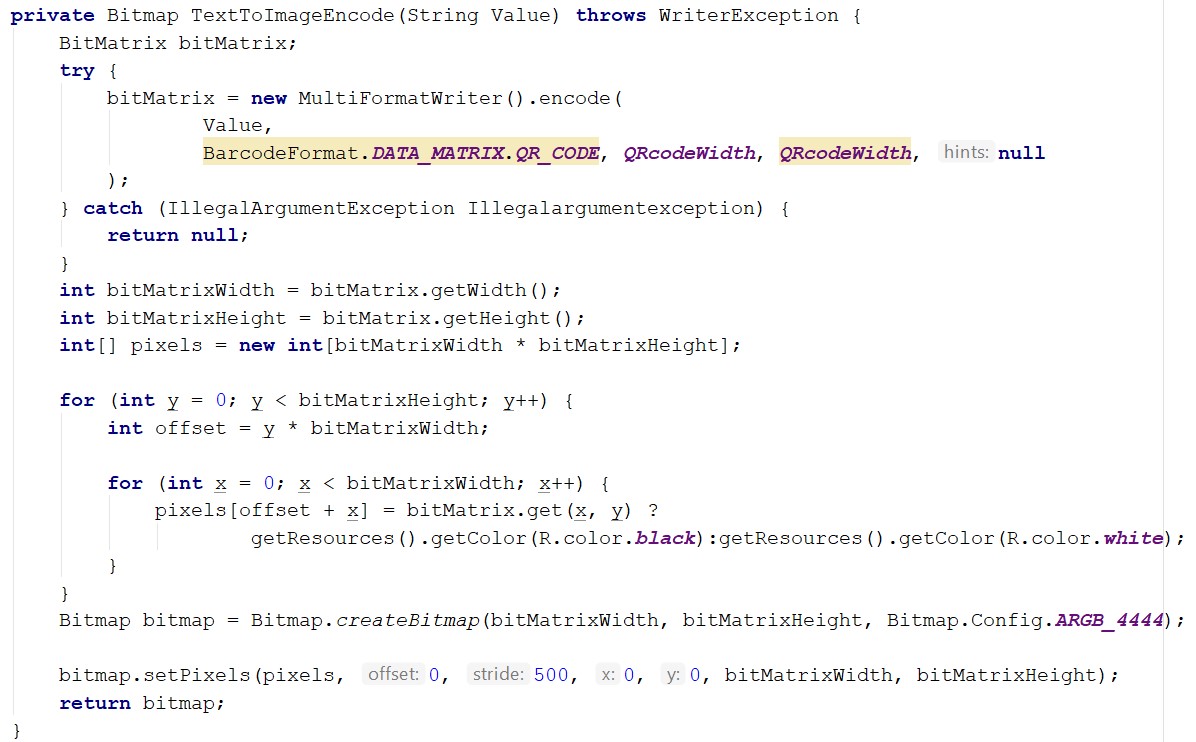 private Bitmap TextToImageEncode(String Value) throws WriterException {
    BitMatrix bitMatrix;
    try {
        bitMatrix = new MultiFormatWriter().encode(
                Value,
                BarcodeFormat.DATA_MATRIX.QR_CODE, QRcodeWidth, QRcodeWidth, hints: null
        );
    } catch (IllegalArgumentException Illegalargumentexception) {
        return null;
    }
    int bitMatrixWidth = bitMatrix.getWidth();
    int bitMatrixHeight = bitMatrix.getHeight();
    int[] pixels = new int[bitMatrixWidth * bitMatrixHeight];

    for (int y = 0; y < bitMatrixHeight; y++) {
        int offset = y * bitMatrixWidth;

        for (int x = 0; x < bitMatrixWidth; x++) {
            pixels[offset + x] = bitMatrix.get(x, y) ?
                    getResources().getColor(R.color.black):getResources().getColor(R.color.white);
        }
    }
    Bitmap bitmap = Bitmap.createBitmap(bitMatrixWidth, bitMatrixHeight, Bitmap.Config.ARGB_4444);

    bitmap.setPixels(pixels, offset: 0, stride: 500, x: 0, y: 0, bitMatrixWidth, bitMatrixHeight);
    return bitmap;
}